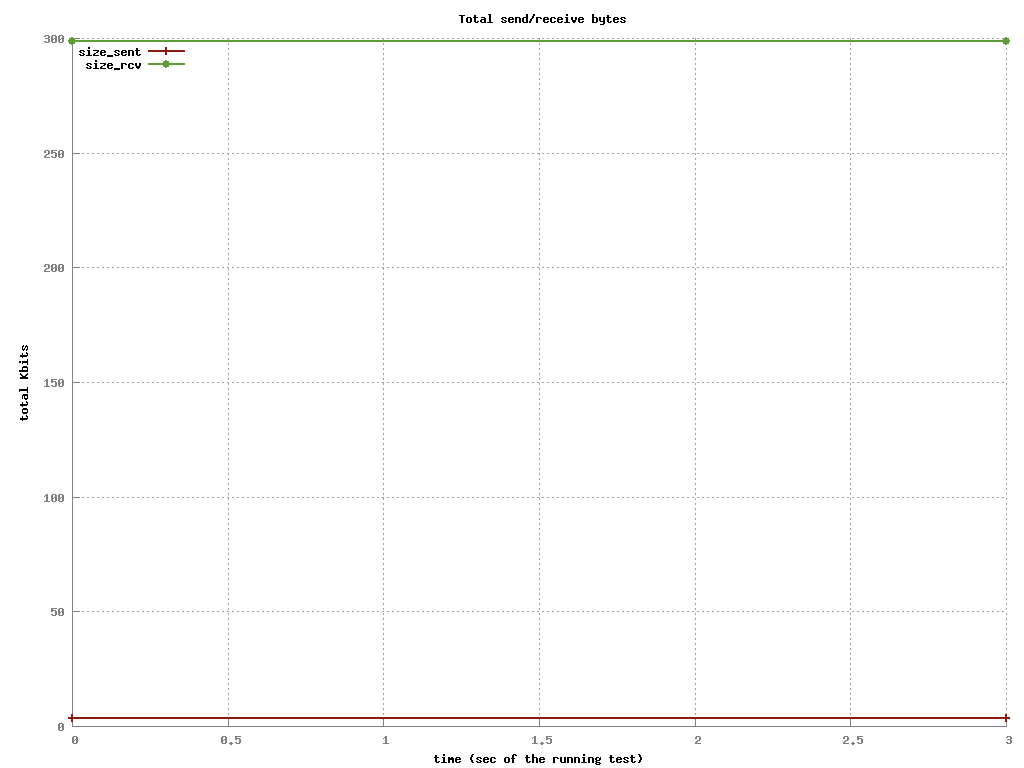 Total send/receive bytes
300
size_sent
size_rcv
250
200
150
total Kbits
100
50
0
0 0.5 1 1.5 2 2.5 3
time (sec of the running test)